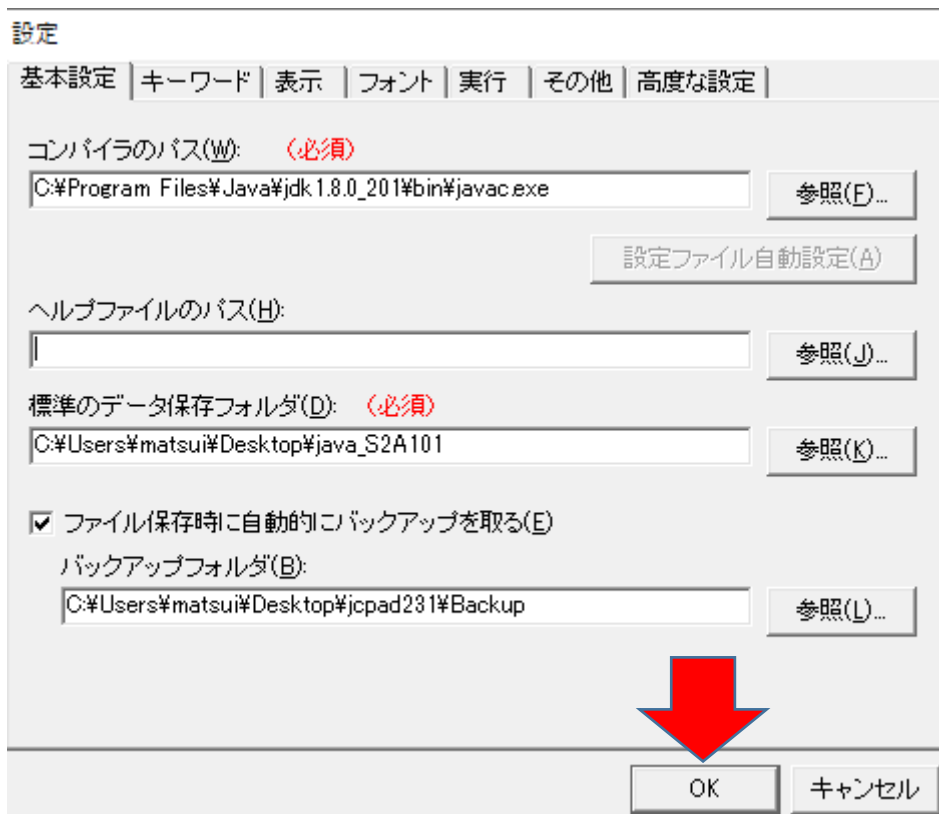 設定
基本設定 キーワード 表示 フォント 実行 その他 高度な設定
コンパイラのパス(W): (必須)
C:¥Program Files¥Java¥jdk1.8.0_201¥bin¥javac.exe 参照(F)...
設定ファイル自動設定(A)
ヘルプファイルのパス(H):
参照(J)...
標準のデータ保存フォルダ(D): (必須)
C:¥Users¥matsui¥Desktop¥java_S2A101 参照(K)...
ファイル保存時に自動的にバックアップを取る(E)
バックアップフォルダ(B):
C:¥Users¥matsui¥Desktop¥jcpad231¥Backup 参照(L)...
OK キャンセル